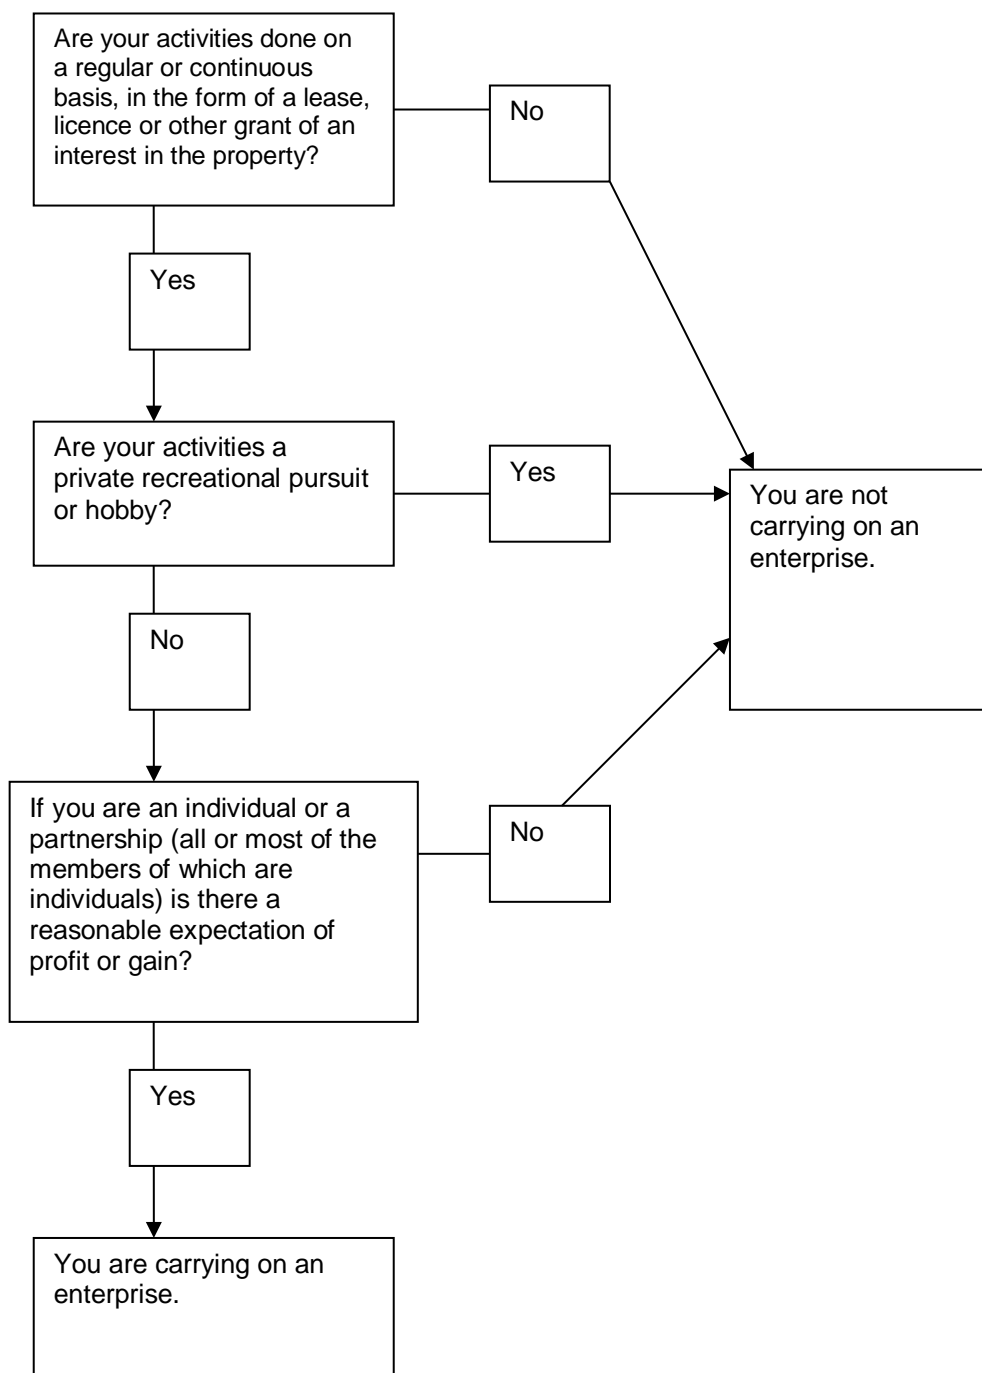 Are your activities done on
a regular or continuous
basis, in the form of a lease,
licence or other grant of an
interest in the property?
No
Yes
Are your activities a
private recreational pursuit
or hobby?
Yes
You are not
carrying on an
enterprise.
No
If you are an individual or a
partnership (all or most of the
members of which are
individuals) is there a
reasonable expectation of
profit or gain?
No
Yes
You are carrying on an
enterprise.